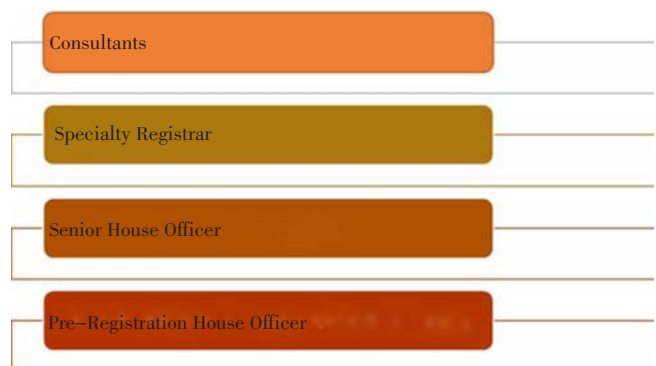 Consultants
Specialty Registrar
Senior House Officer
Pre–Registration House Officer